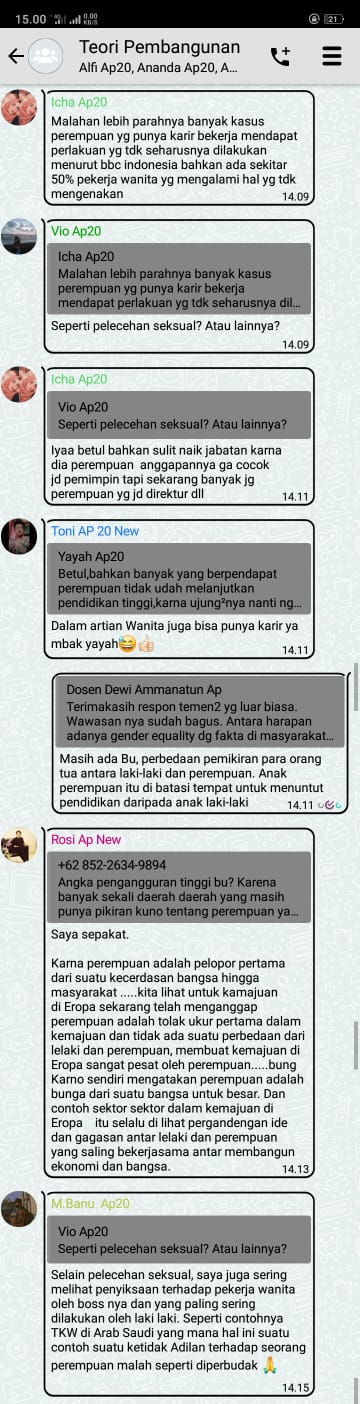 15.00
0.00
KB/S
21
Teori Pembangunan
Alfi Ap20, Ananda Ap20, A...
Icha Ap20
Malahan lebih parahnya banyak kasus
perempuan yg punya karir bekerja mendapat
perlakuan yg tdk seharusnya dilakukan
menurut bbc indonesia bahkan ada sekitar
50% pekerja wanita yg mengalami hal yg tdk
mengenakan
14.09
Vio Ap20
Icha Ap20
Malahan lebih parahnya banyak kasus
perempuan yg punya karir bekerja
mendapat perlakuan yg tdk seharusnya dil...
Seperti pelecehan seksual? Atau lainnya?
14.09
Icha Ap20
Vio Ap20
Seperti pelecehan seksual? Atau lainnya?
Iyaa betul bahkan sulit naik jabatan karna
dia perempuan anggapannya ga cocok
jd pemimpin tapi sekarang banyak jg
perempuan yg jd direktur dll
14.11
Toni AP 20 New
Yayah Ap20
Betul,bahkan banyak yang berpendapat
perempuan tidak udah melanjutkan
pendidikan tinggi,karna ujung²nya nanti ng...
Dalam artian Wanita juga bisa punya karir ya
mbak yayah😅👍🏻
14.11
Dosen Dewi Ammanatun Ap
Terimakasih respon temen2 yg luar biasa.
Wawasan nya sudah bagus. Antara harapan
adanya gender equality dg fakta di masyarakat...
Masih ada Bu, perbedaan pemikiran para orang
tua antara laki-laki dan perempuan. Anak
perempuan itu di batasi tempat untuk menuntut
pendidikan daripada anak laki-laki
14.11
Rosi Ap New
+62 852-2634-9894
Angka pengangguran tinggi bu? Karena
banyak sekali daerah daerah yang masih
punya pikiran kuno tentang perempuan ya...
Saya sepakat.
Karna perempuan adalah pelopor pertama
dari suatu kecerdasan bangsa hingga
masyarakat .....kita lihat untuk kamajuan
di Eropa sekarang telah menganggap
perempuan adalah tolak ukur pertama dalam
kemajuan dan tidak ada suatu perbedaan dari
lelaki dan perempuan, membuat kemajuan di
Eropa sangat pesat oleh perempuan.....bung
Karno sendiri mengatakan perempuan adalah
bunga dari suatu bangsa untuk besar. Dan
contoh sektor sektor dalam kemajuan di
Eropa itu selalu di lihat pergandengan ide
dan gagasan antar lelaki dan perempuan
yang saling bekerjasama antar membangun
ekonomi dan bangsa.
14.13
M.Banu Ap20
Vio Ap20
Seperti pelecehan seksual? Atau lainnya?
Selain pelecehan seksual, saya juga sering
melihat penyiksaan terhadap pekerja wanita
oleh boss nya dan yang paling sering
dilakukan oleh laki laki. Seperti contohnya
TKW di Arab Saudi yang mana hal ini suatu
contoh suatu ketidak Adilan terhadap seorang
perempuan malah seperti diperbudak 🙏
14.15